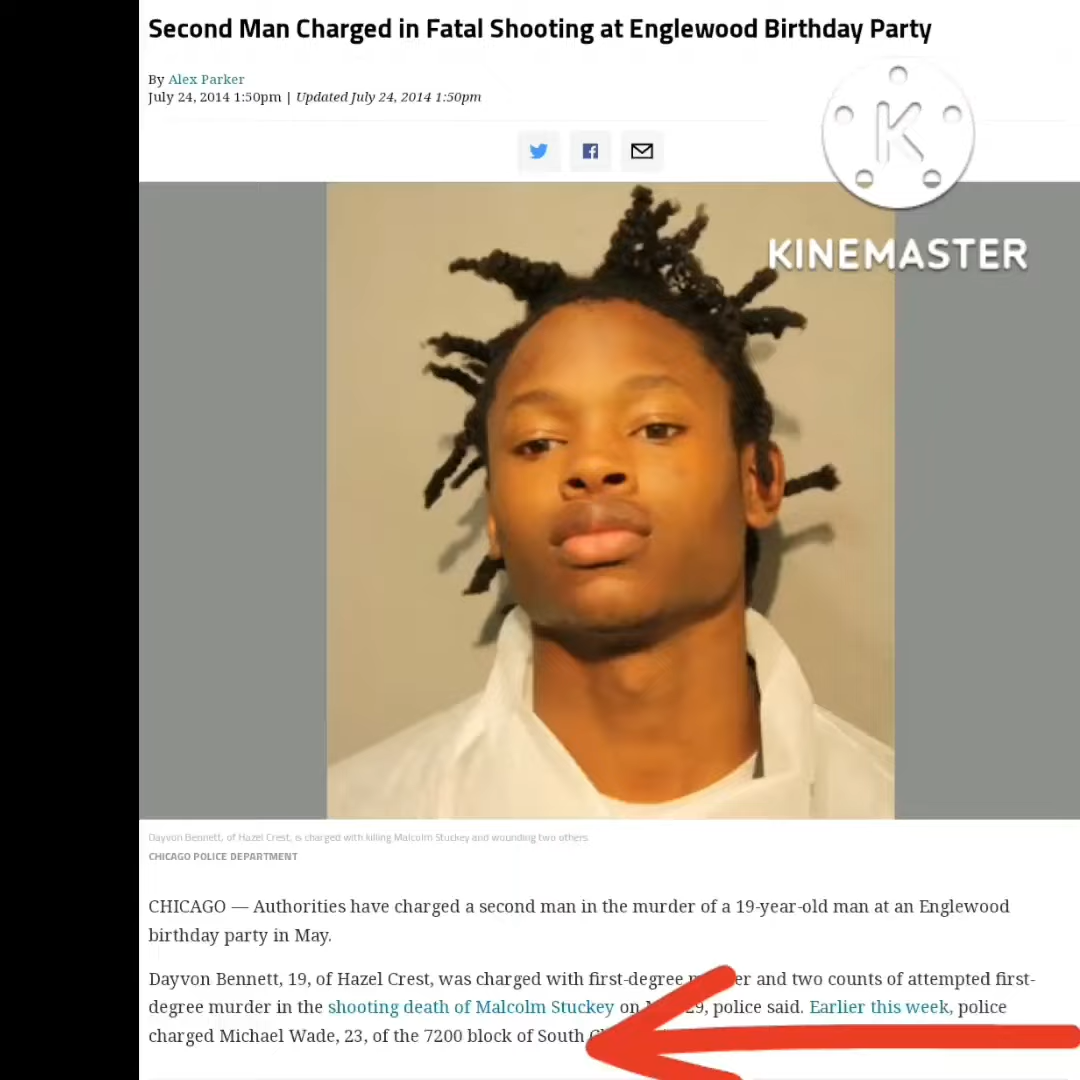 Second Man Charged in Fatal Shooting at Englewood Birthday Party
By Alex Parker
July 24, 2014 1:50pm | Updated July 24, 2014 1:50pm
K
KINEMASTER
Dayvon Bennett, of Hazel Crest, is charged with killing Malcolm Stuckey and wounding two others.
CHICAGO POLICE DEPARTMENT
CHICAGO — Authorities have charged a second man in the murder of a 19-year-old man at an Englewood
birthday party in May.
Dayvon Bennett, 19, of Hazel Crest, was charged with first-degree and two counts of attempted first-
degree murder in the shooting death of Malcolm Stuckey on police said. Earlier this week, police
charged Michael Wade, 23, of the 7200 block of South